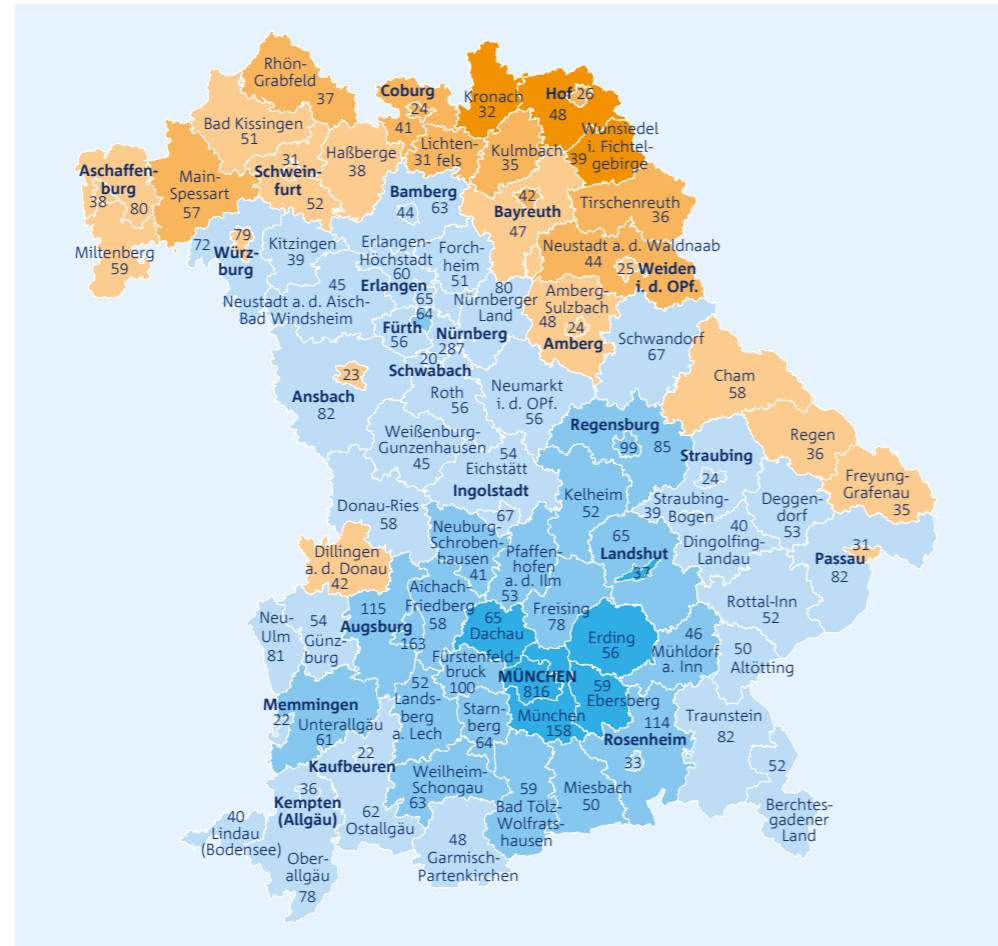 Rhön-
Grabfeld
37
Coburg
24
41
Kronach
32
Hof 26
48
Bad Kissingen
51
Lichten-
31 fels
Kulmbach
35
Wunsiedel
i. Fichtel-
39 gebirge
Aschaffen-
burg
38
80
Main-
Spessart
57
31
Schwein-
furt
52
Haßberge
38
Bamberg
63
44
42
Bayreuth
47
Tirschenreuth
36
Miltenberg
59
72
79
Würz-
burg
Kitzingen
39
Erlangen-
Höchstadt
60
Forch-
heim
51
Neustadt a. d. Waldnaab
44
25 Weiden
i. d. OPf.
45
Neustadt a. d. Aisch-
Bad Windsheim
Erlangen
65
64
80
Nürnberger
Land
Amberg-
Sulzbach
48
24
Amberg
Fürth
56
Nürnberg
287
20
Schwabach
Schwandorf
67
23
Ansbach
82
Roth
56
Neumarkt
i. d. OPf.
56
Cham
58
Weißenburg-
Gunzenhausen
45
54
Eichstätt
Regensburg
99
85
Straubing
24
Regen
36
Freyung-
Grafenau
35
Ingolstadt
67
Kelheim
52
Straubing-
39
Bogen
Deggen-
dorf
53
Donau-Ries
58
Neuburg-
Schroben-
hausen
41
Pfaffen-
hofen
a. d. Ilm
53
65
Landshut
37
40
Dingolfing-
Landau
31
Passau
82
Dillingen
a. d. Donau
42
Aichach-
Friedberg
58
Freising
78
Rottal-Inn
52
Neu-
Ulm
81
54
Günz-
burg
115
Augsburg
163
65
Dachau
Erding
56
46
Mühldorf
a. Inn
50
Altötting
Fürstenfeld-
bruck
100
MÜNCHEN
816
59
Ebersberg
Memmingen
22
Unterallgäu
61
52
Lands-
berg
a. Lech
Starn-
berg
64
München
158
114
Rosenheim
33
Traunstein
82
22
Kaufbeuren
Weilheim-
Schongau
63
59
Bad Tölz-
Wolfrats-
hausen
Miesbach
50
52
Berchtes-
gadener
Land
36
Kempten
(Allgäu)
62
Ostallgäu
40
Lindau
(Bodensee)
Ober-
allgäu
78
48
Garmisch-
Partenkirchen